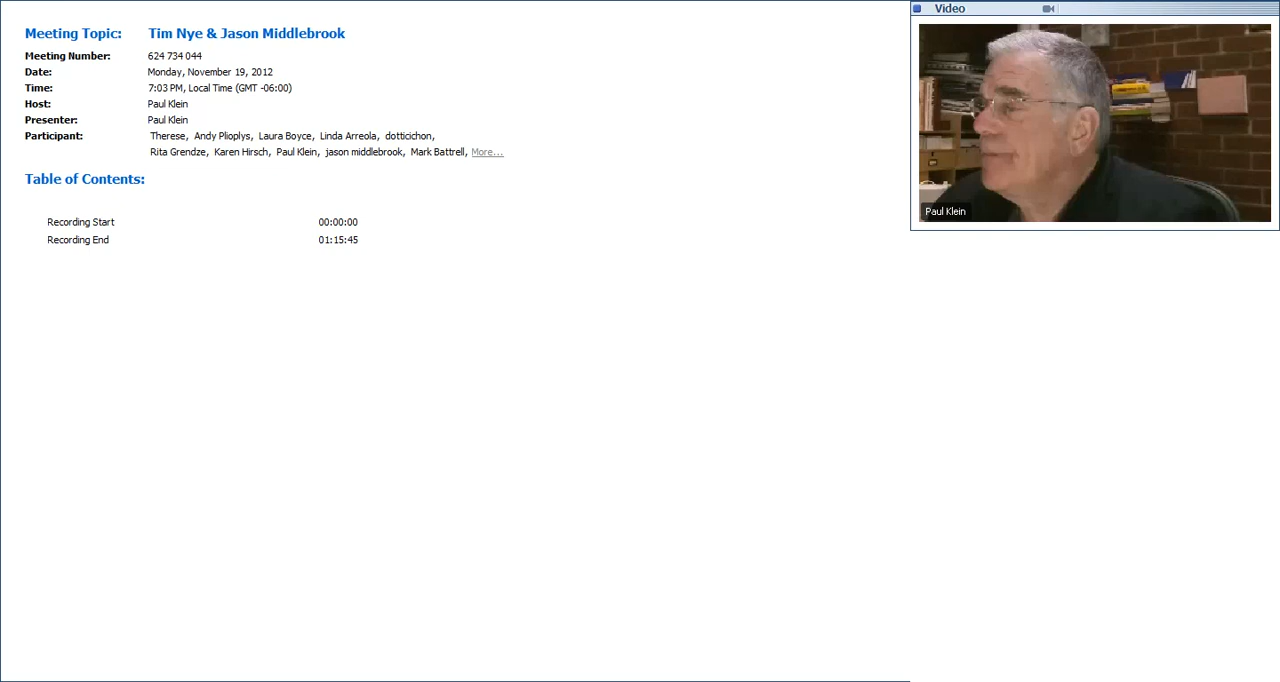 Meeting Topic: Tim Nye & Jason Middlebrook
Meeting Number: 624 734 044
Date: Monday, November 19, 2012
Time: 7:03 PM, Local Time (GMT -06:00)
Host: Paul Klein
Presenter: Paul Klein
Participant: Therese, Andy Plioplys, Laura Boyce, Linda Arreola, dotticichon,
Rita Grendze, Karen Hirsch, Paul Klein, jason middlebrook, Mark Battrell, More...
Table of Contents:
Recording Start 00:00:00
Recording End 01:15:45
Video
Paul Klein